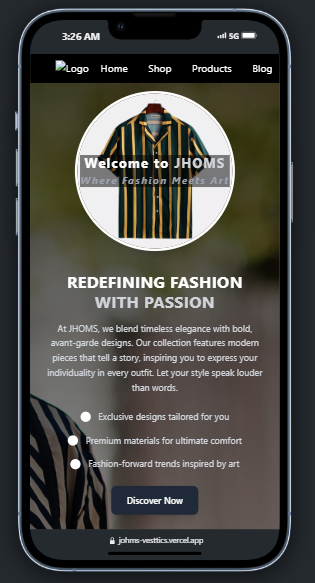 3:26 AM
5G
Logo Home Shop Products Blog
Welcome to JHOMS
Where Fashion Meets Art
REDEFINING FASHION
WITH PASSION
At JHOMS, we blend timeless elegance with bold,
avant-garde designs. Our collection features modern
pieces that tell a story, inspiring you to express your
individuality in every outfit. Let your style speak louder
than words.
Exclusive designs tailored for you
Premium materials for ultimate comfort
Fashion-forward trends inspired by art
Discover Now
johms-vesttics.vercel.app